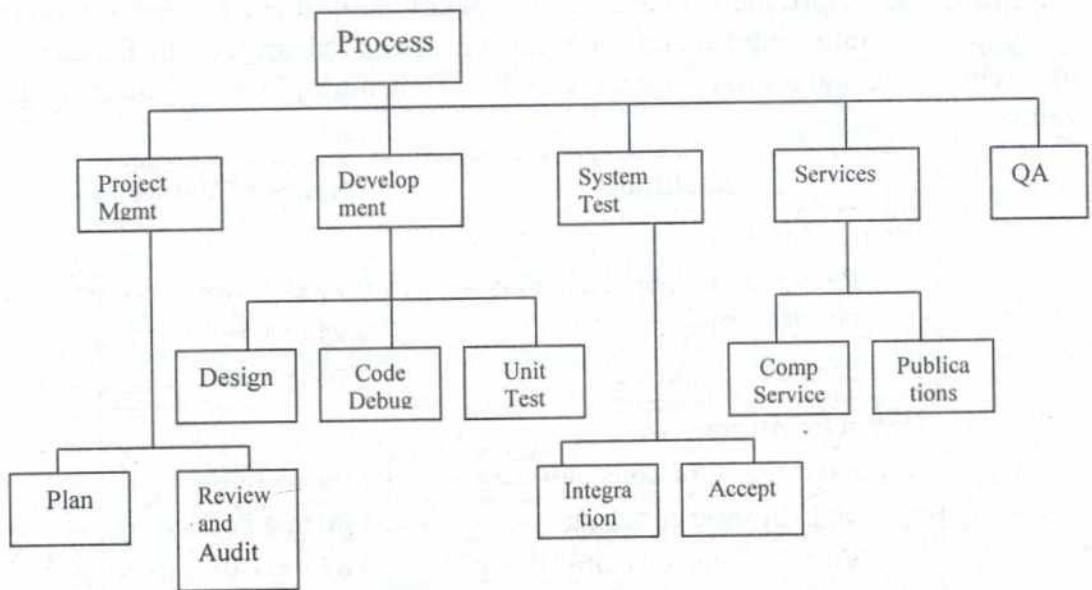 Process
Project
Mgmt
Develop
ment
System
Test
Services
QA
Design
Code
Debug
Unit
Test
Comp
Service
Publica
tions
Plan
Review
and
Audit
Integra
tion
Accept